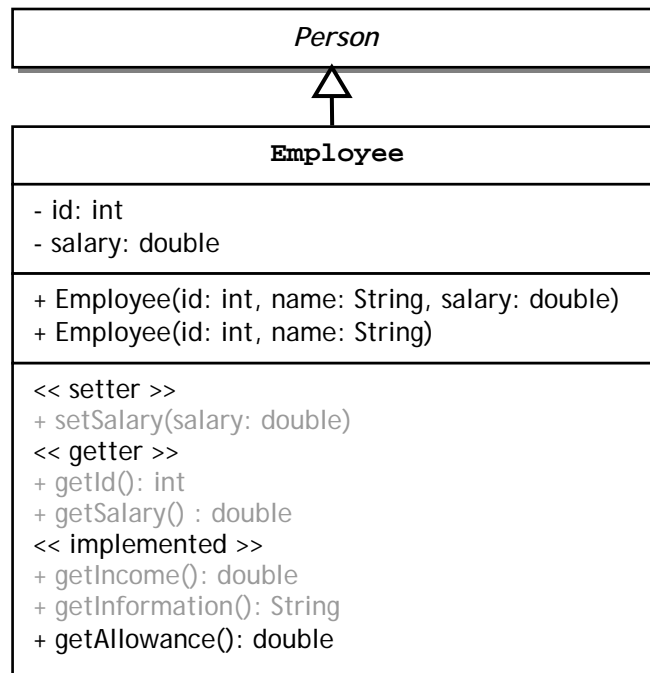 Person
Employee
- id: int
- salary: double
+ Employee(id: int, name: String, salary: double)
+ Employee(id: int, name: String)
<< setter >>
+ setSalary(salary: double)
<< getter >>
+ getId(): int
+ getSalary() : double
<< implemented >>
+ getIncome(): double
+ getInformation(): String
+ getAllowance(): double